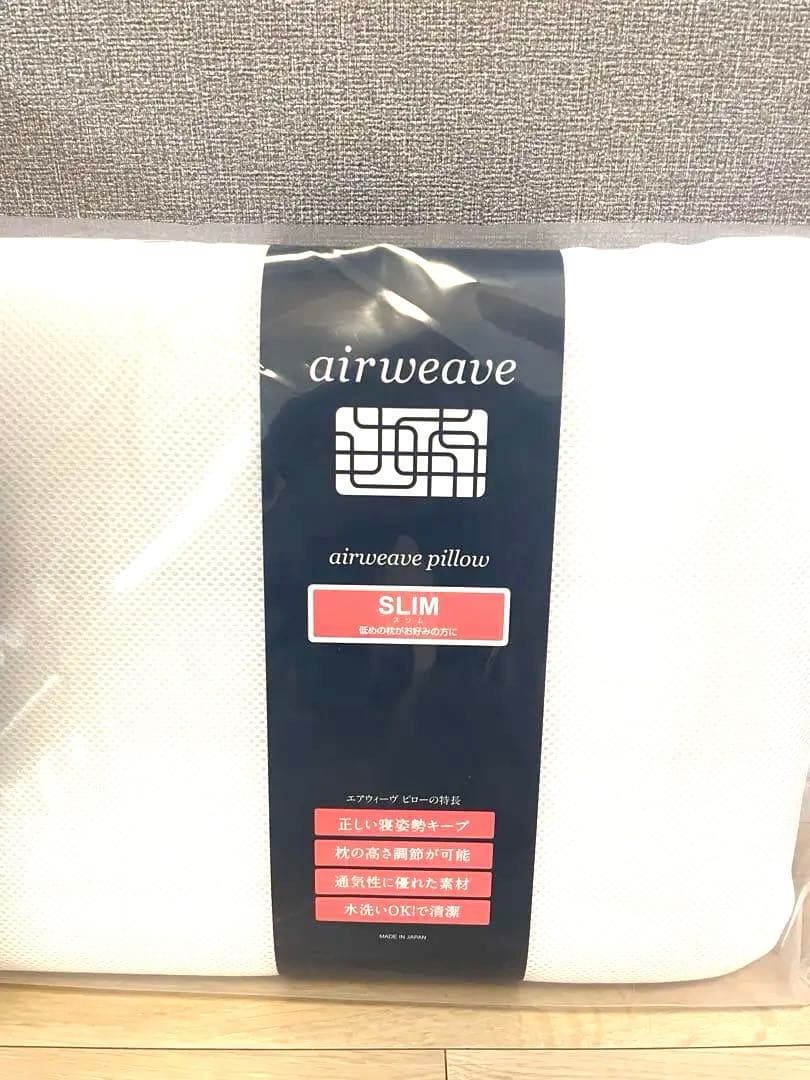 airweave
airweave pillow
SLIM
スリム
低めの枕がお好みの方に
エアウィーヴ ピローの特長
正しい寝姿勢キープ
枕の高さ調節が可能
通気性に優れた素材
水洗いOK!で清潔
MADE IN JAPAN